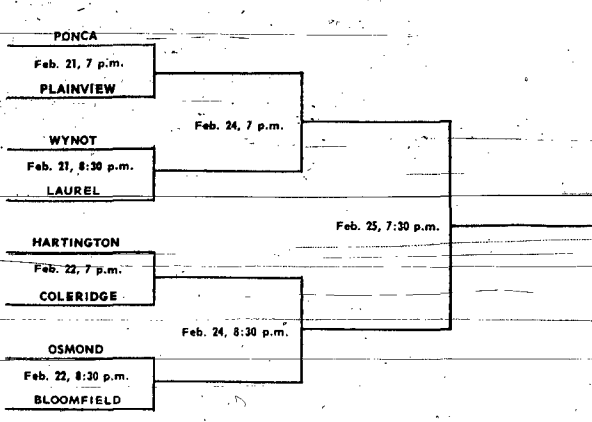 PONCA
Feb. 21, 7 p.m.
PLAINVIEW
Feb. 24, 7 p.m.
WYNOT
Feb. 21, 8:30 p.m.
LAUREL
Feb. 25, 7:30 p.m.
HARTINGTON
Feb. 22, 7 p.m.
COLERIDGE
Feb. 24, 8:30 p.m.
OSMOND
Feb. 22, 8:30 p.m.
BLOOMFIELD